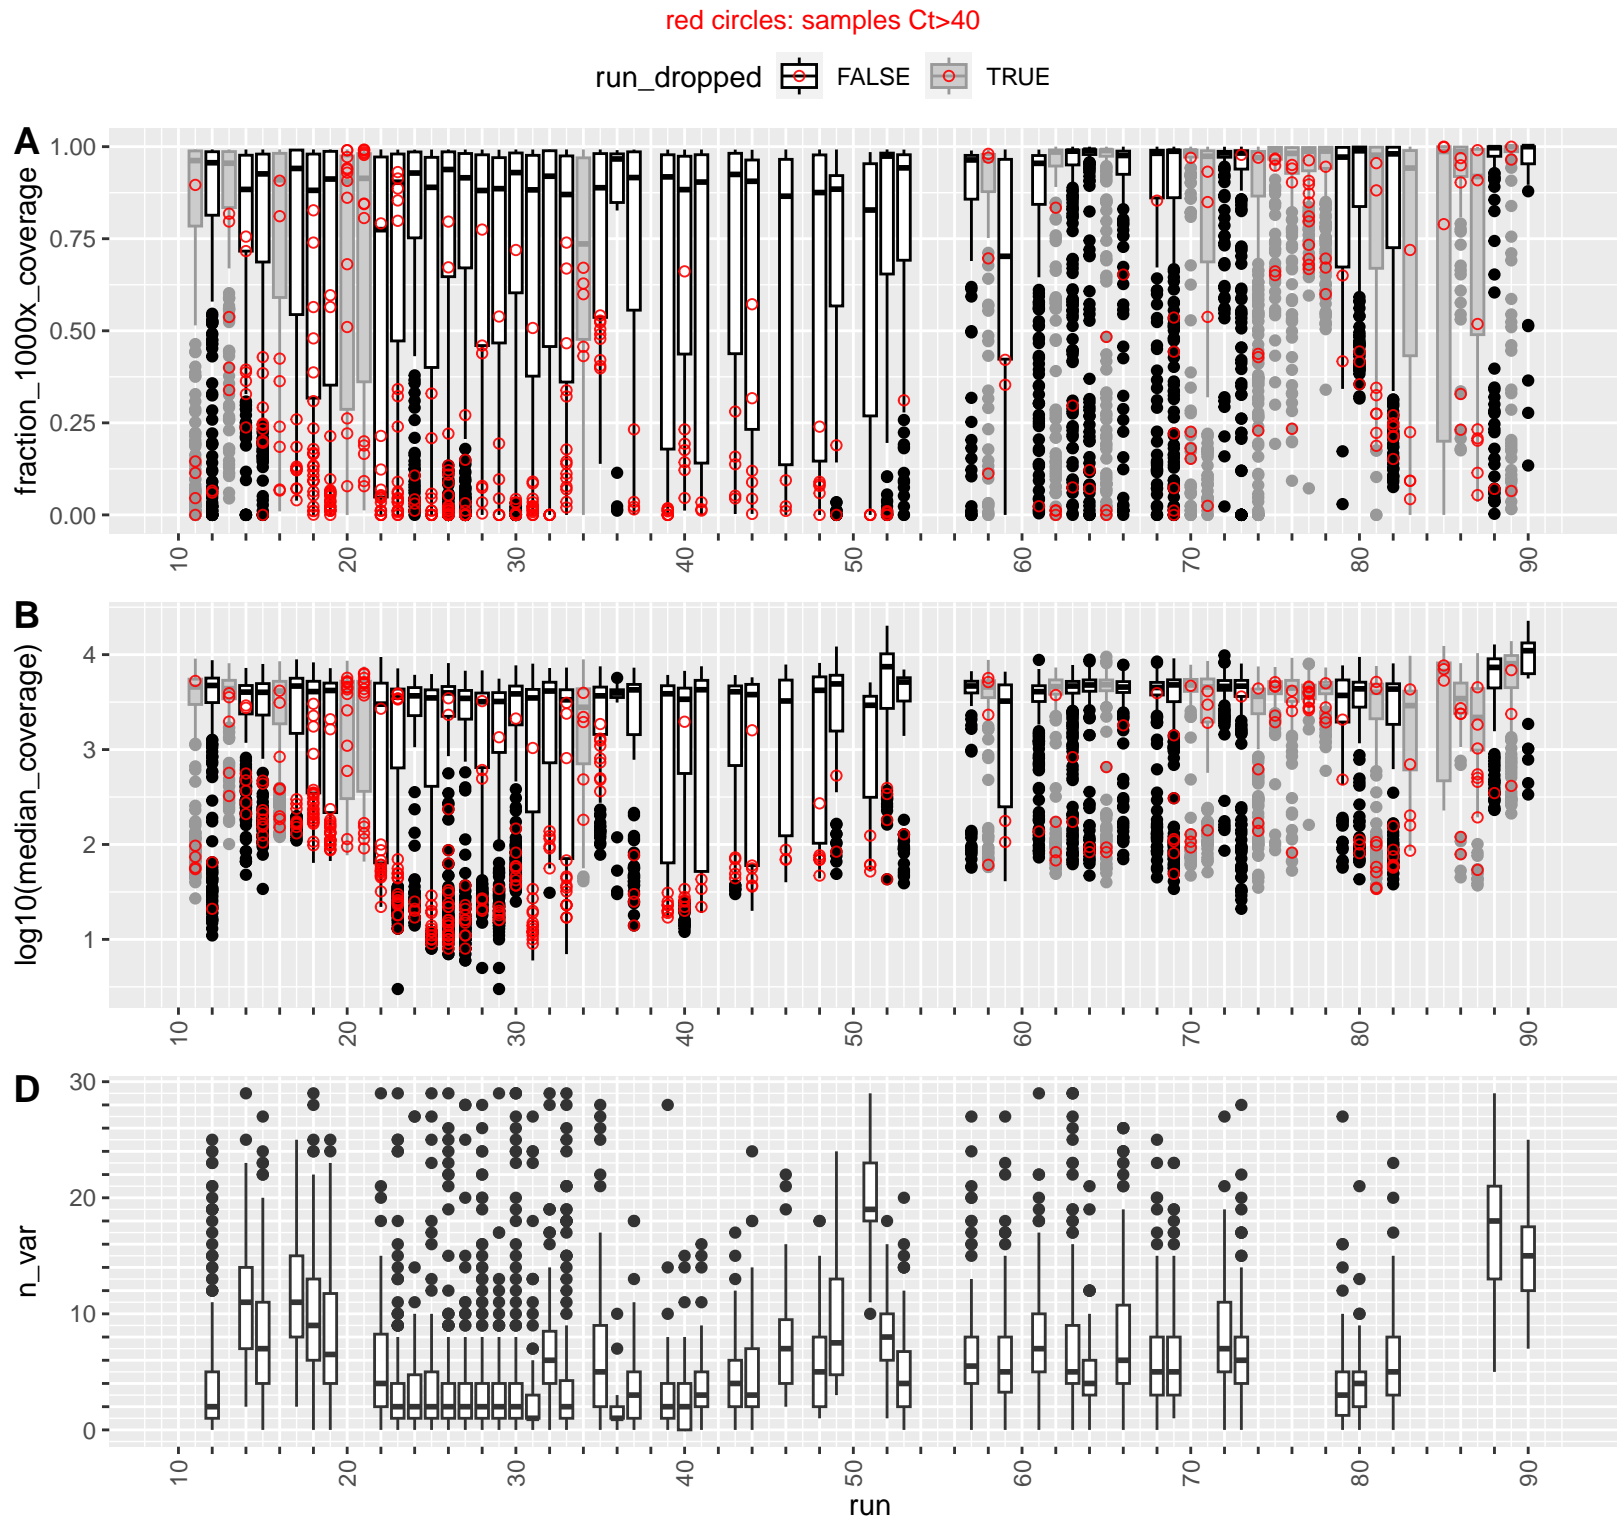 red circles: samples Ct>40
run_dropped FALSE TRUE
A
fraction_1000x_coverage
1.00
0.75
0.50
0.25
0.00
10 20 30 40 50 60 70 80 90
B
log10(median_coverage)
4
3
2
1
10 20 30 40 50 60 70 80 90
D
n_var
30
20
10
0
10 20 30 40 50 60 70 80 90
run